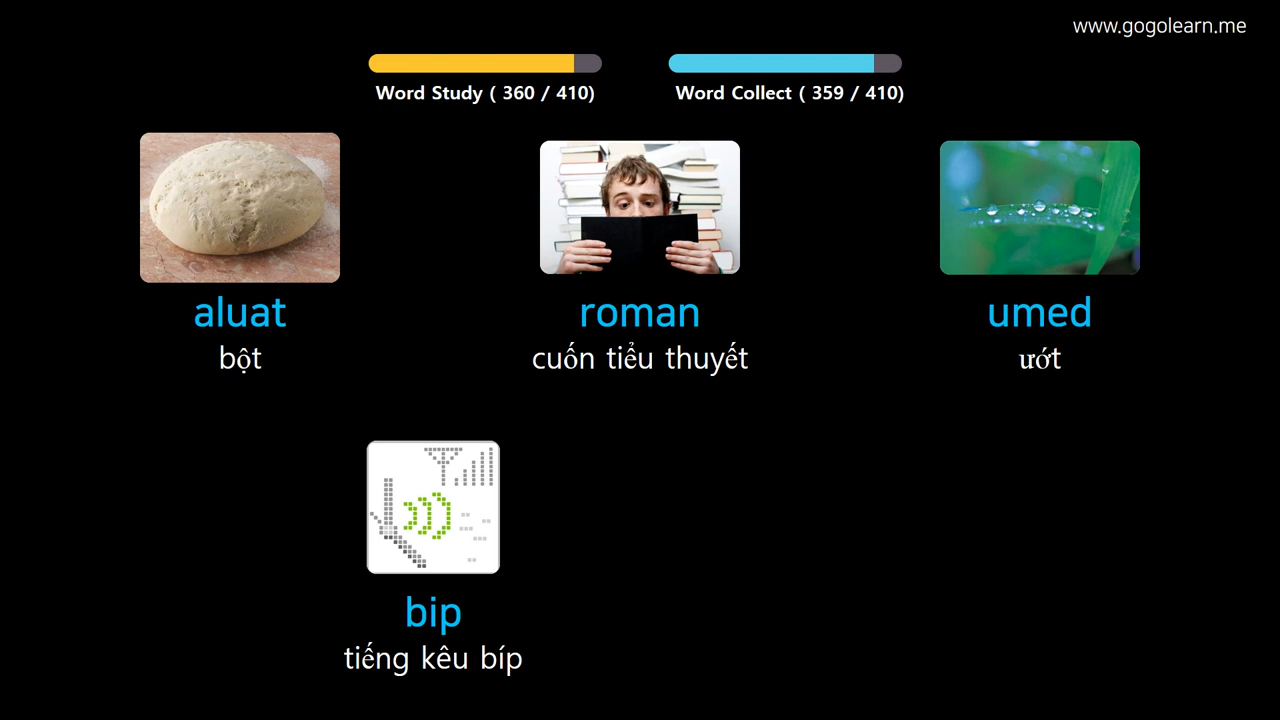 www.gogolearn.me
Word Study ( 360 / 410)
Word Collect ( 359 / 410)
aluat
bột
roman
cuốn tiểu thuyết
umed
ướt
bip
tiếng kêu bíp